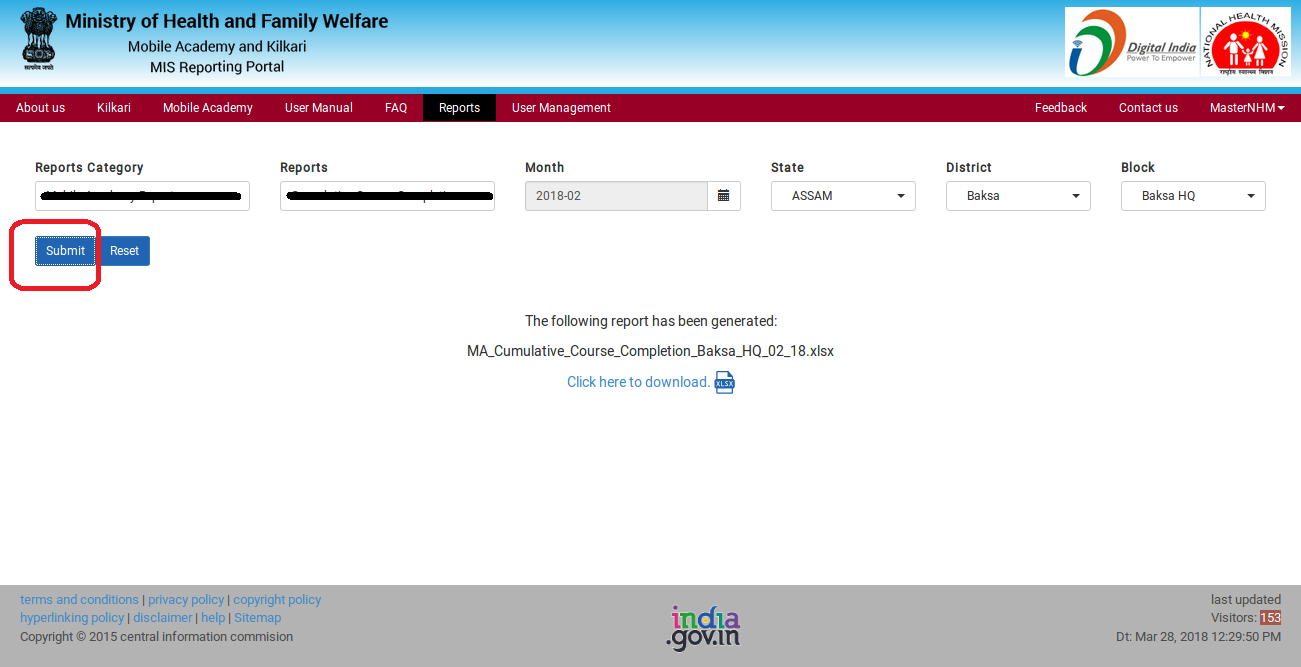 Ministry of Health and Family Welfare
Mobile Academy and Kilkari
MIS Reporting Portal
सत्यमेव जयते
Digital India
Power To Empower
NATIONAL HEALTH MISSION
राष्ट्रीय स्वास्थ्य मिशन
About us Kilkari Mobile Academy User Manual FAQ Reports User Management Feedback Contact us MasterNHM
Reports Category Reports Month State District Block
2018-02 ASSAM Baksa Baksa HQ
Submit Reset
The following report has been generated:
MA_Cumulative_Course_Completion_Baksa_HQ_02_18.xlsx
Click here to download. XLSX
terms and conditions | privacy policy | copyright policy
hyperlinking policy | disclaimer | help | Sitemap
Copyright © 2015 central information commision
india
.gov.in
last updated
Visitors: 153
Dt: Mar 28, 2018 12:29:50 PM